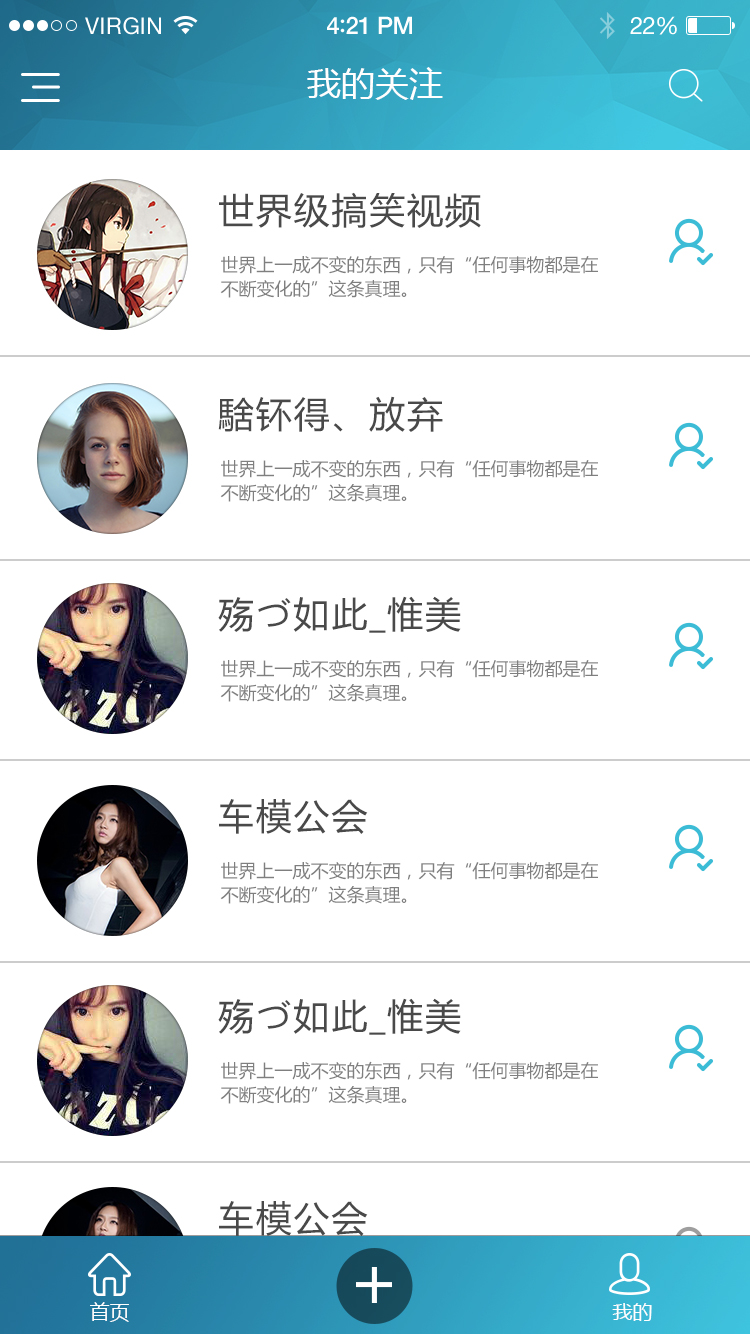 VIRGIN 4:21 PM 22%
我的关注
世界级搞笑视频
世界上一成不变的东西，只有“任何事物都是在
不断变化的”这条真理。
騇钚得、放弃
世界上一成不变的东西，只有“任何事物都是在
不断变化的”这条真理。
殇づ如此_惟美
世界上一成不变的东西，只有“任何事物都是在
不断变化的”这条真理。
车模公会
世界上一成不变的东西，只有“任何事物都是在
不断变化的”这条真理。
殇づ如此_惟美
世界上一成不变的东西，只有“任何事物都是在
不断变化的”这条真理。
车模公会
首页
我的